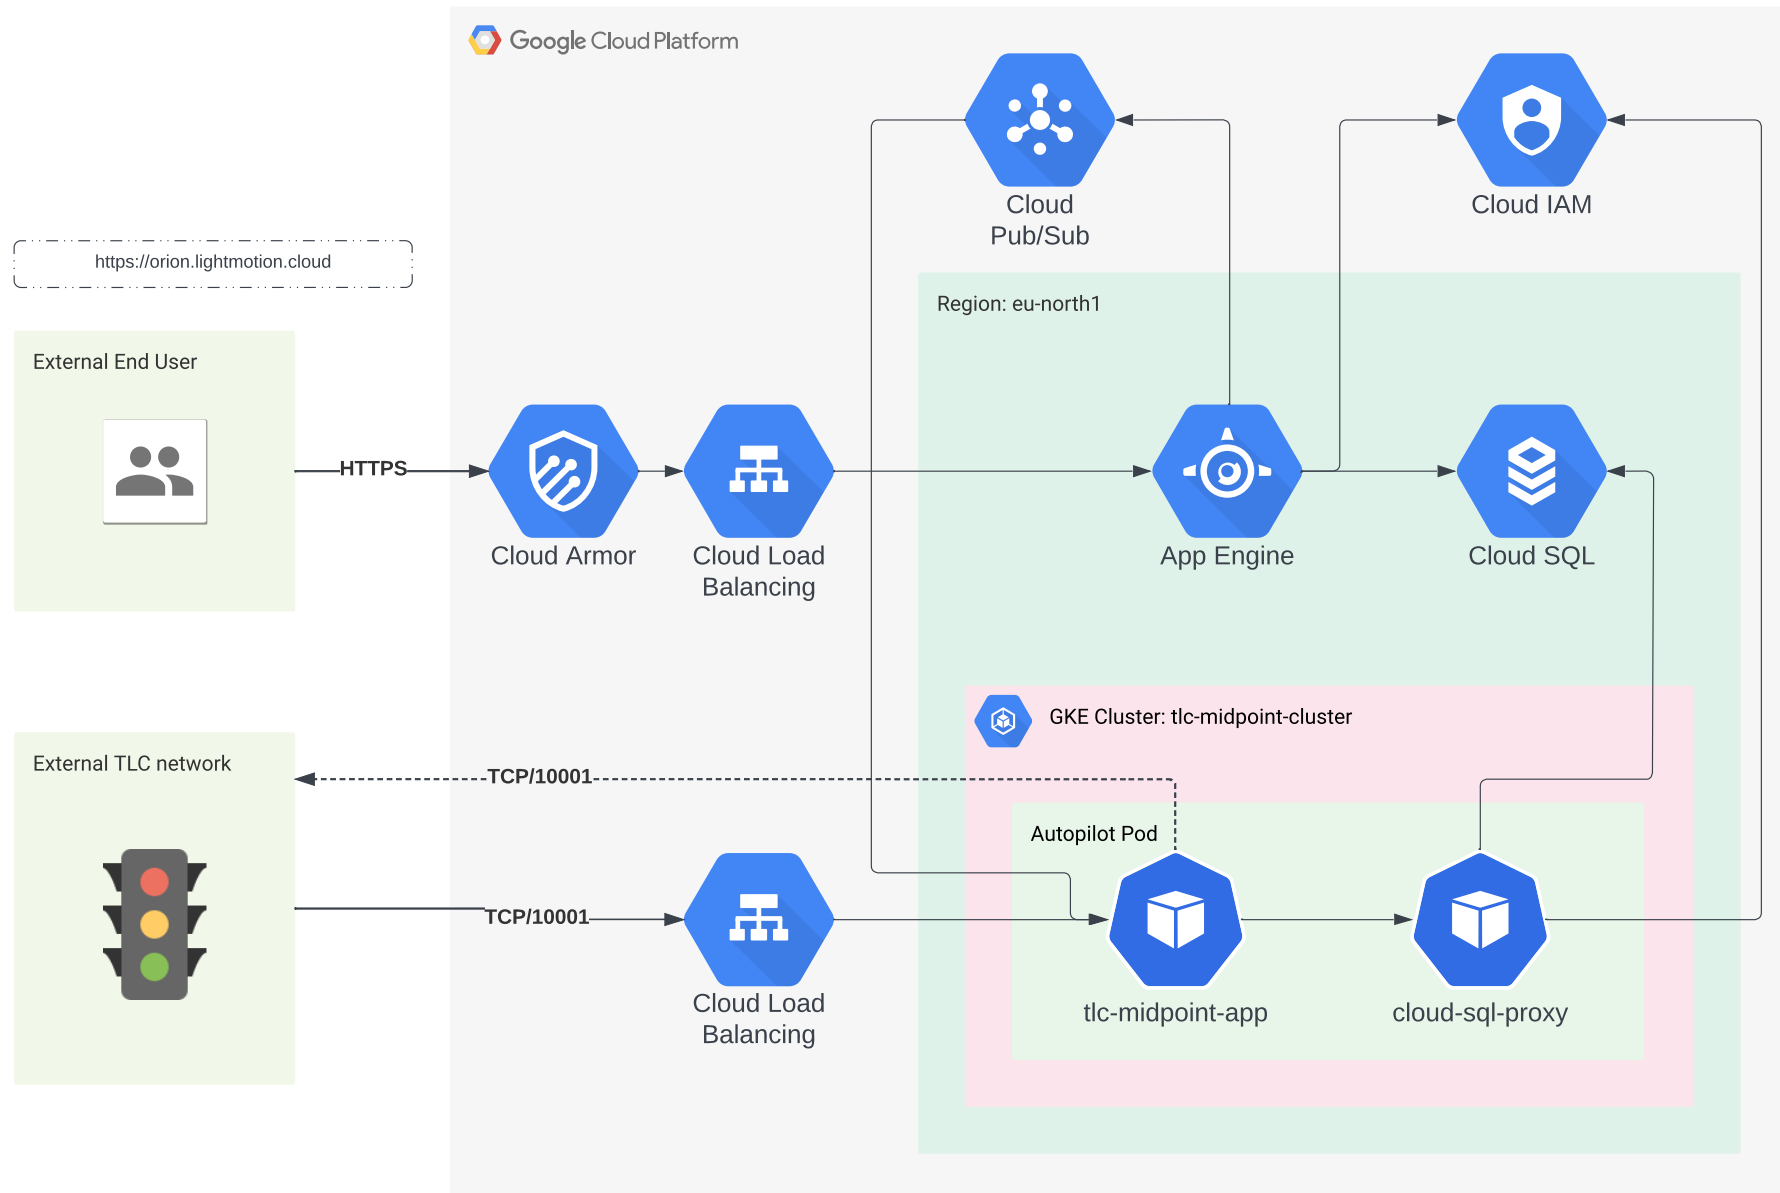 Google Cloud Platform
Cloud
Pub/Sub
Cloud IAM
https://orion.lightmotion.cloud
Region: eu-north1
External End User
HTTPS
Cloud Armor
Cloud Load
Balancing
App Engine
Cloud SQL
GKE Cluster: tlc-midpoint-cluster
External TLC network
TCP/10001
Autopilot Pod
TCP/10001
Cloud Load
Balancing
tlc-midpoint-app
cloud-sql-proxy